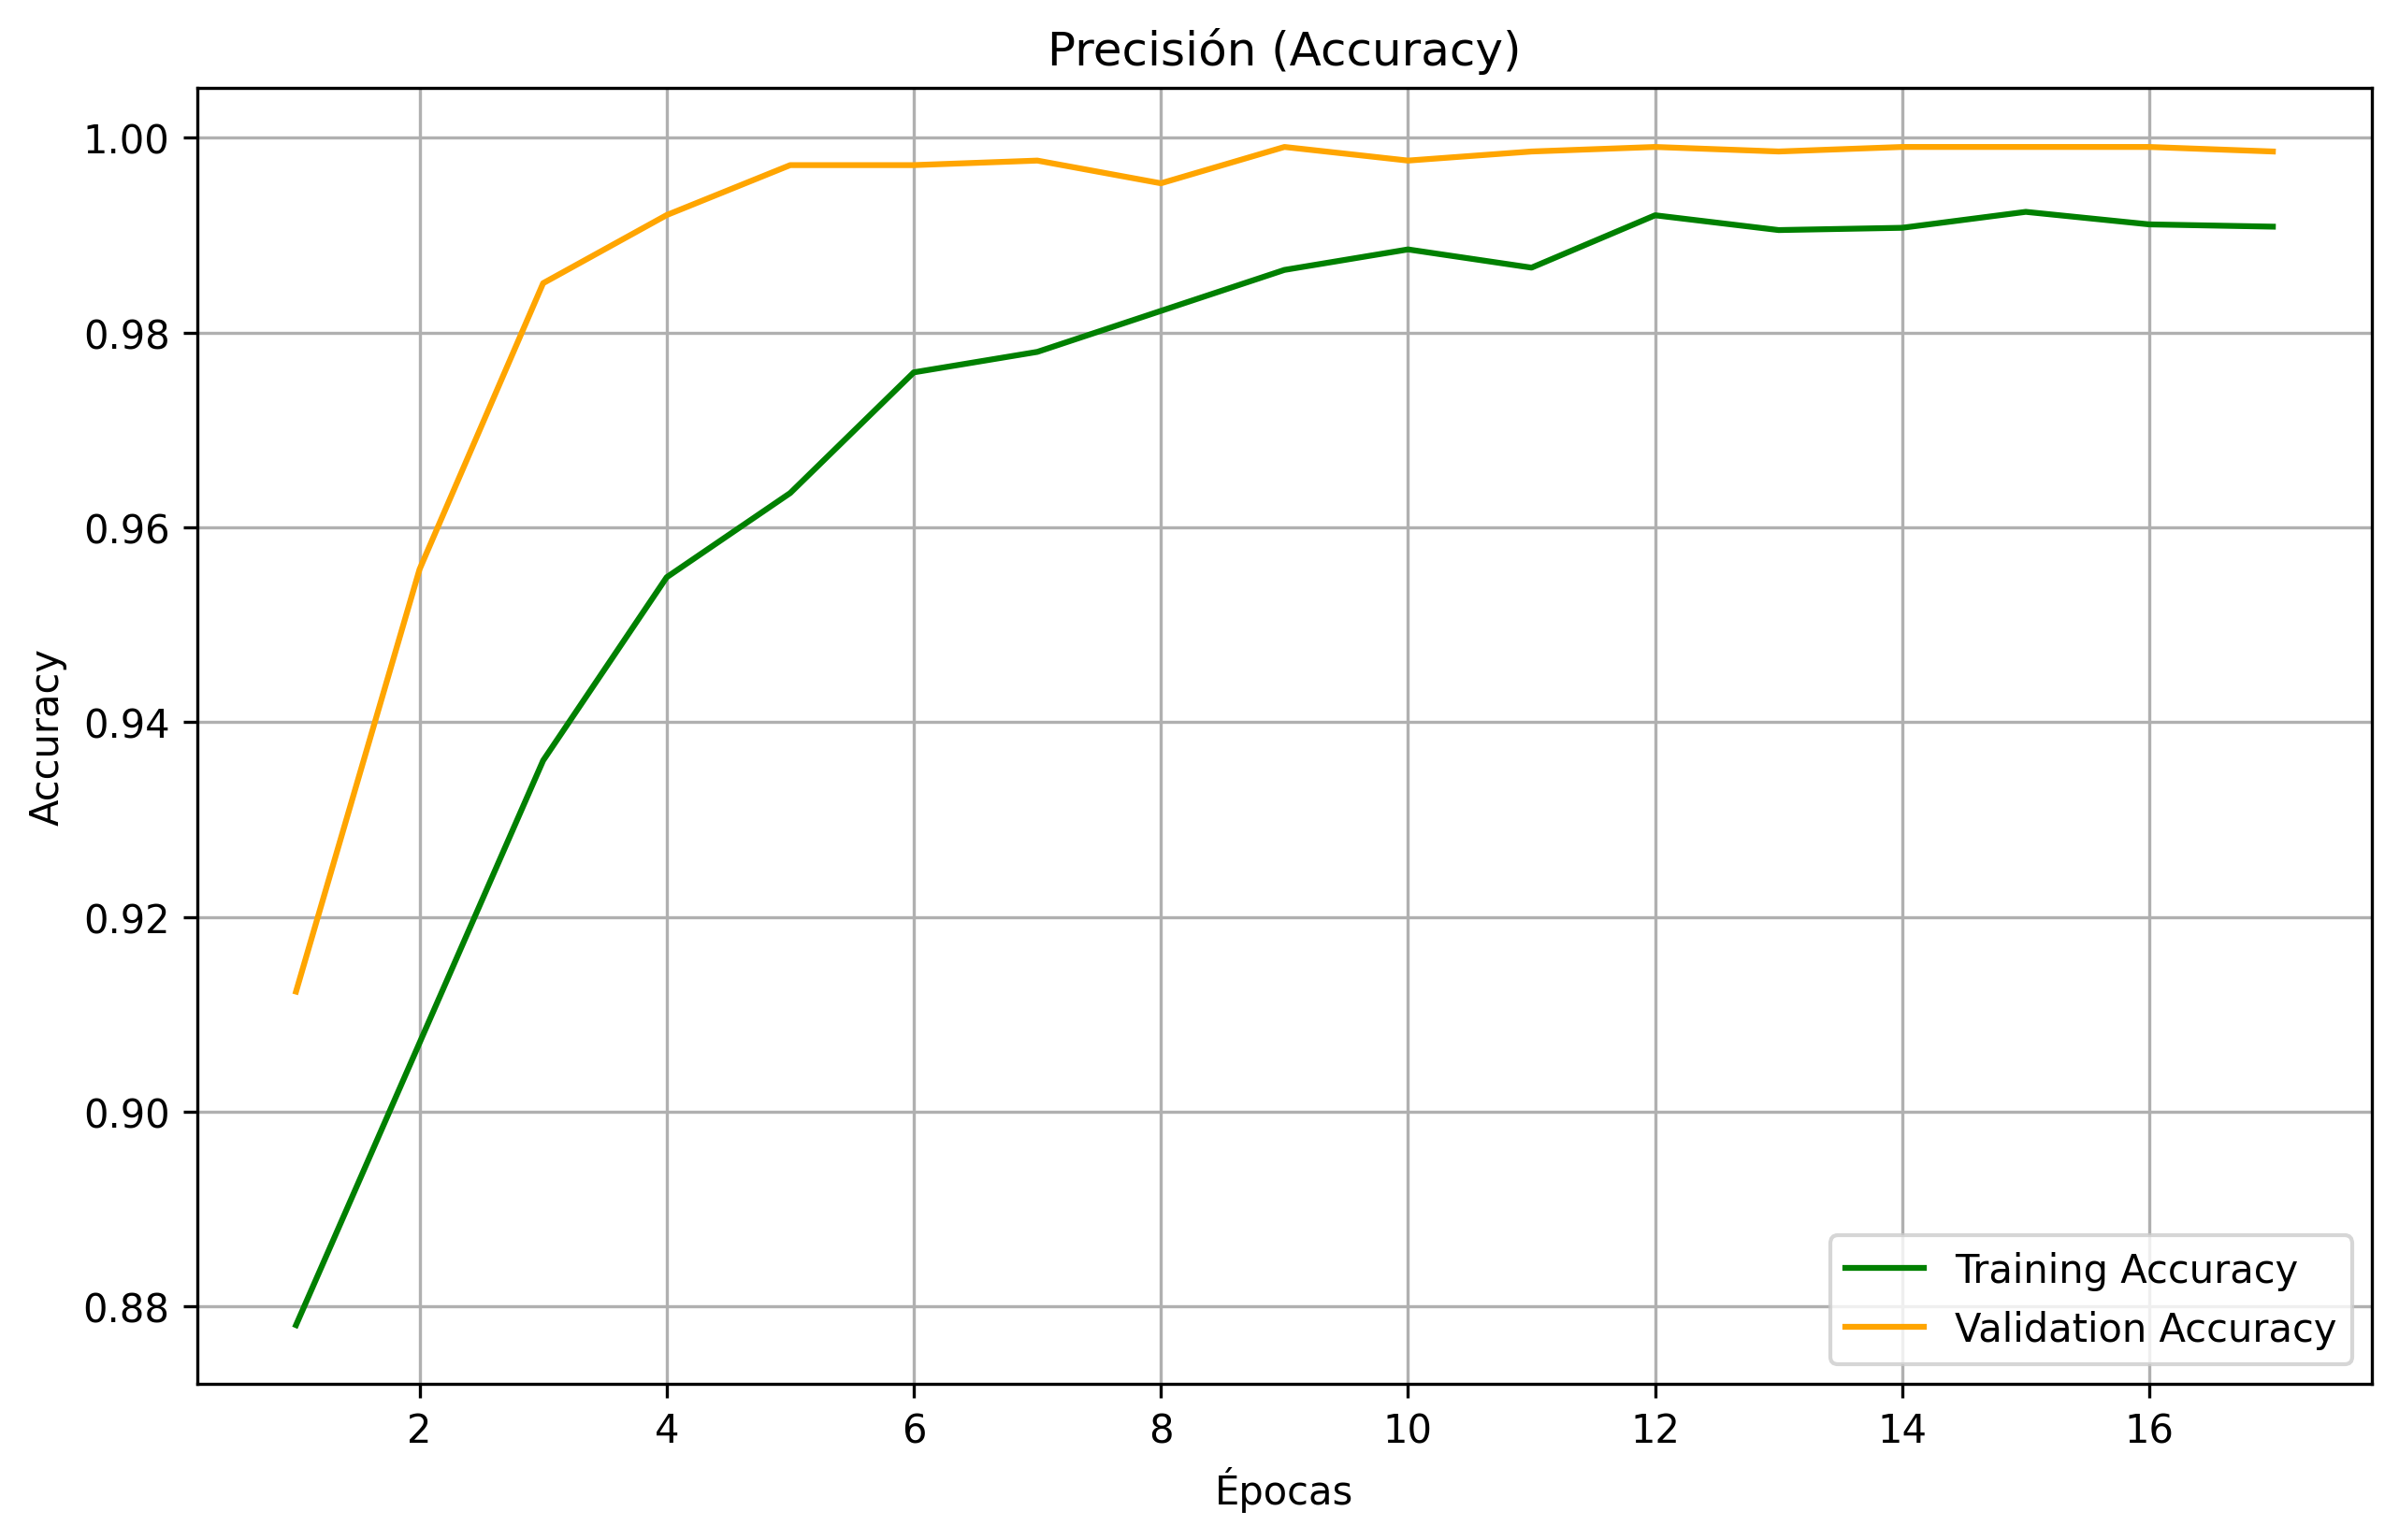 Precisión (Accuracy)
1.00
0.98
0.96
0.94
0.92
0.90
0.88
Accuracy
2 4 6 8 10 12 14 16
Épocas
Training Accuracy
Validation Accuracy